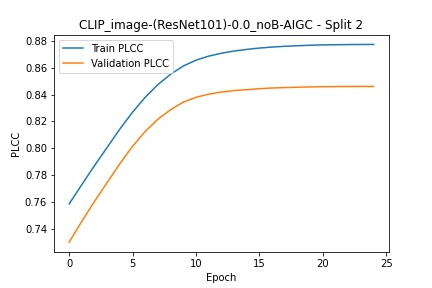 CLIP_image-(ResNet101)-0.0_noB-AIGC - Split 2
Train PLCC
Validation PLCC
PLCC
0.88
0.86
0.84
0.82
0.80
0.78
0.76
0.74
0 5 10 15 20 25
Epoch